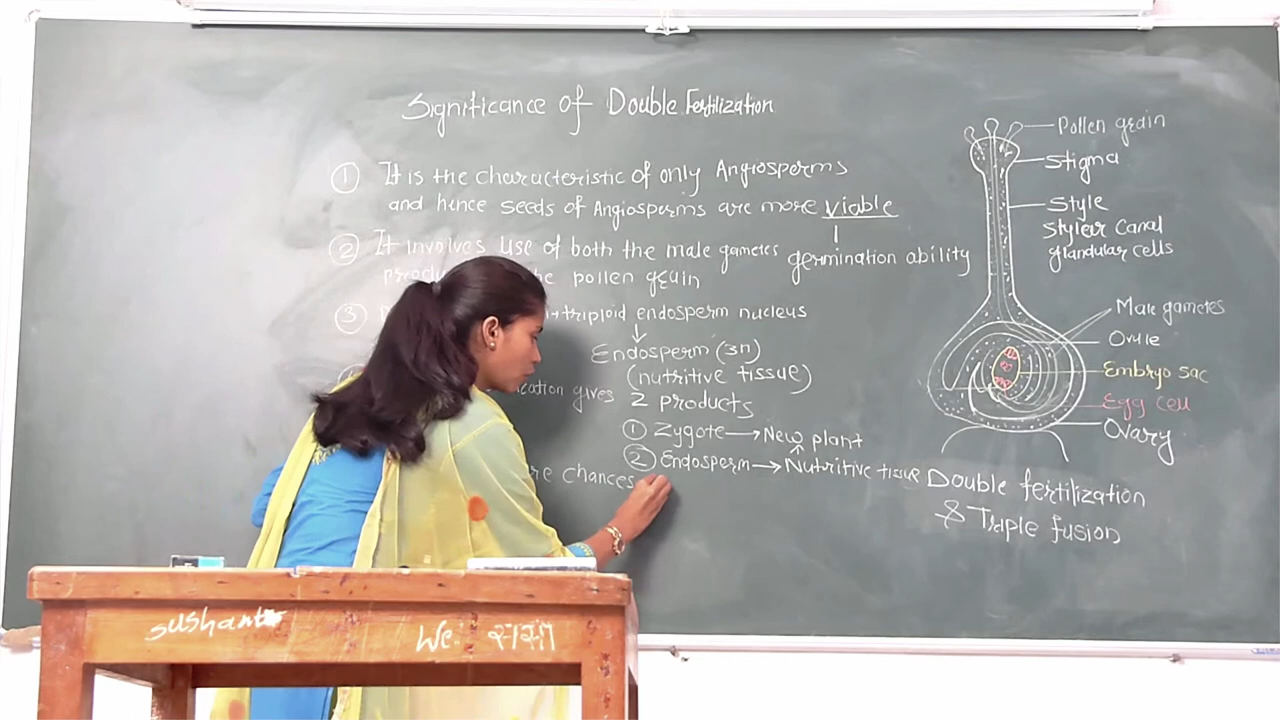 Significance of Double Fertilization
① It is the characteristic of only Angiosperms
and hence seeds of Angiosperms are more viable
germination ability
② It involves use of both the male gametes
pollen grain
③ triploid endosperm nucleus
Endosperm (3n)
(nutritive tissue)
gives 2 products
① Zygote → New plant
② Endosperm → Nutritive tissue
chances
Pollen grain
Stigma
Style
Styler Canal
glandular cells
Male gametes
Ovule
Embryo sac
Egg cell
Ovary
Double fertilization
& Triple fusion
sushant
We: